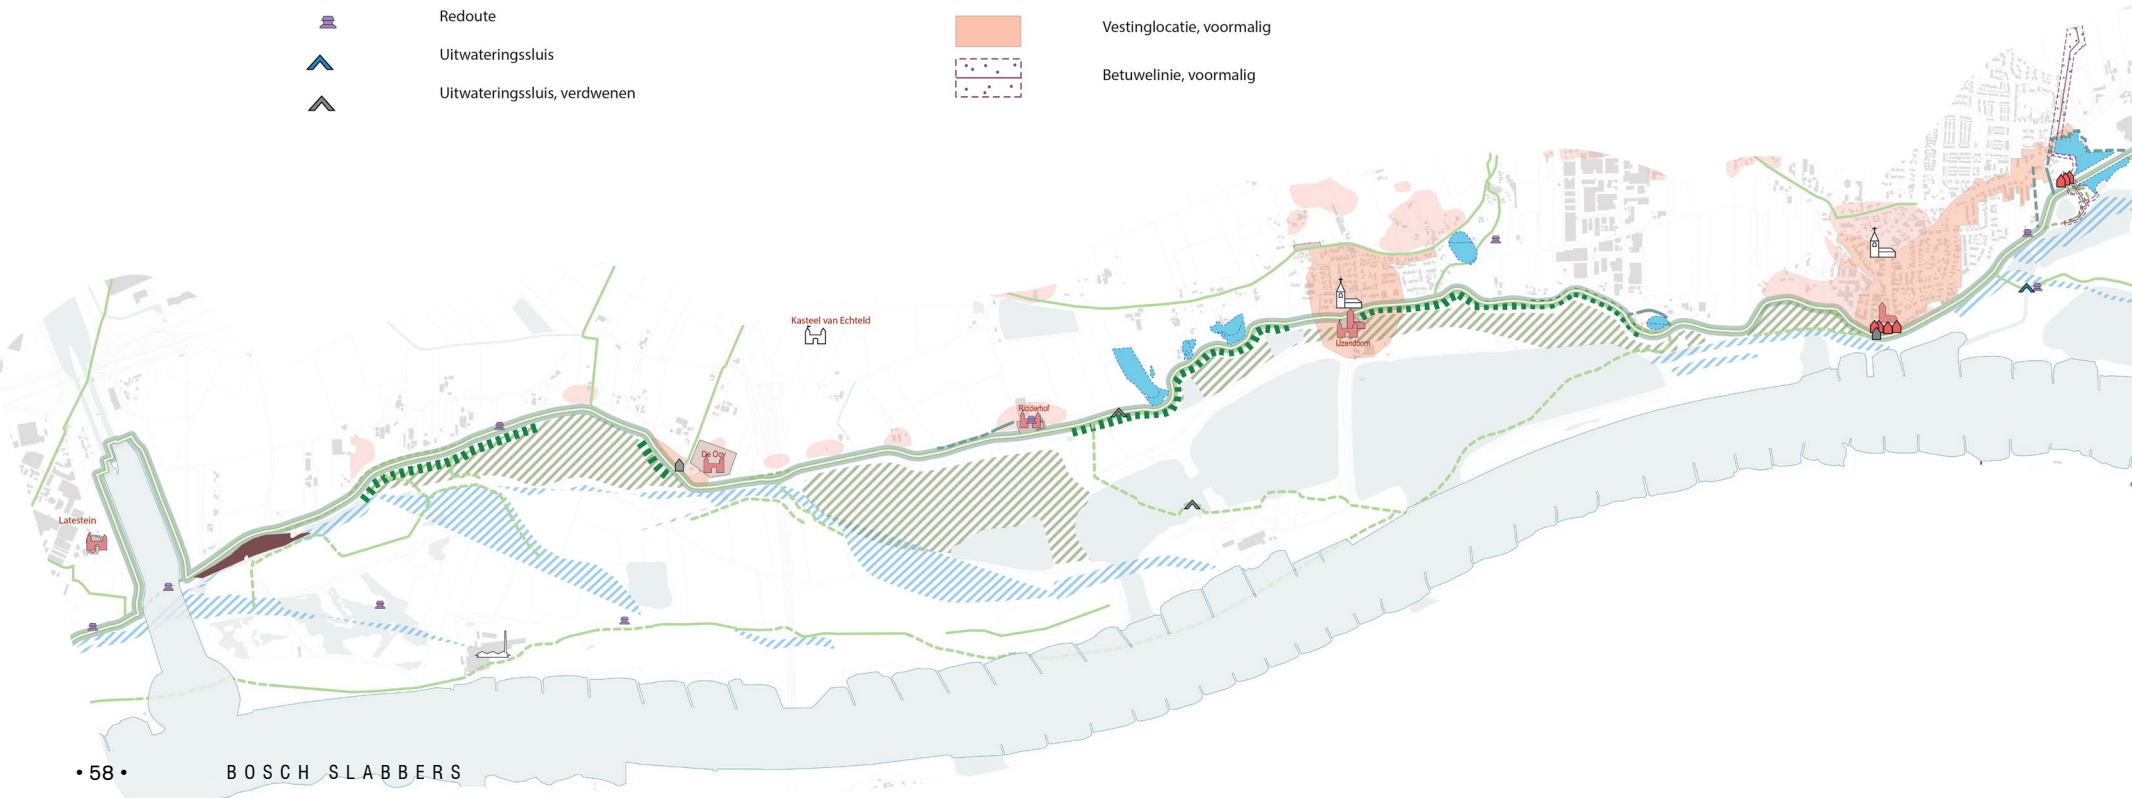 Redoute
Uitwateringssluis
Uitwateringssluis, verdwenen
Vestinglocatie, voormalig
Betuwelinie, voormalig
Kasteel van Echteld
IJzendoorn
Ridderhof
De Ooy
Latestein
• 58 •
BOSCH SLABBERS